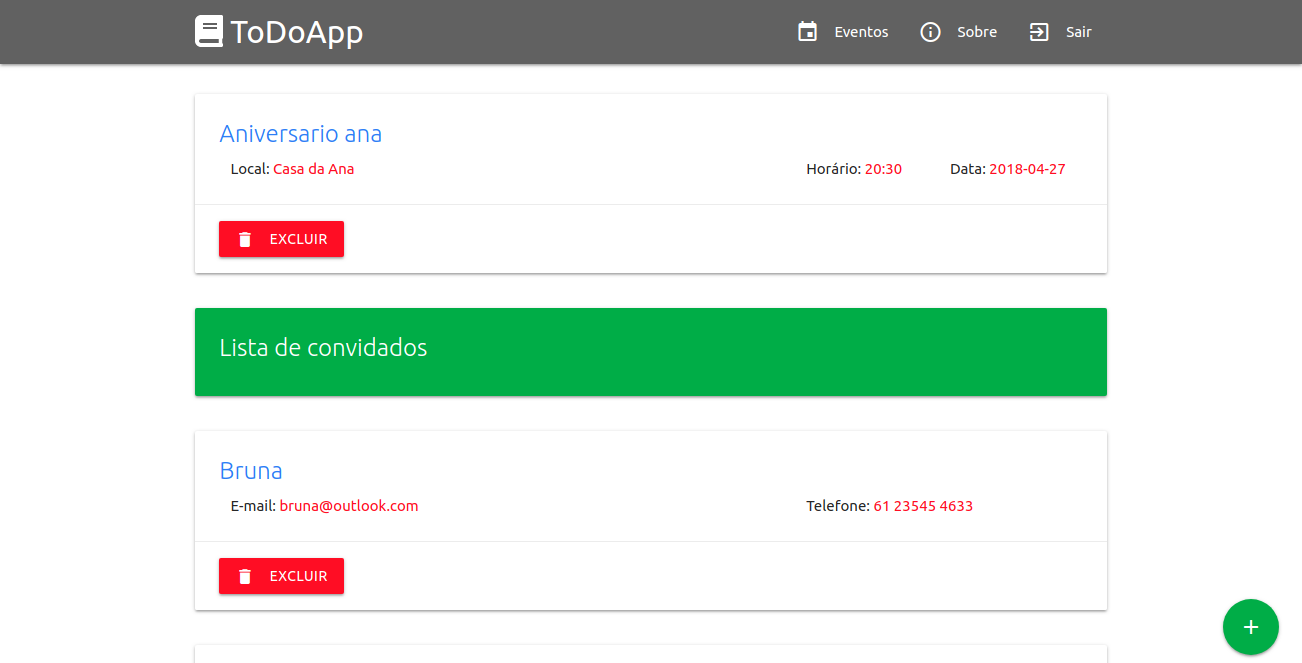 ToDoApp
Eventos
Sobre
Sair
Aniversario ana
Local: Casa da Ana
Horário: 20:30
Data: 2018-04-27
EXCLUIR
Lista de convidados
Bruna
E-mail: bruna@outlook.com
Telefone: 61 23545 4633
EXCLUIR
+